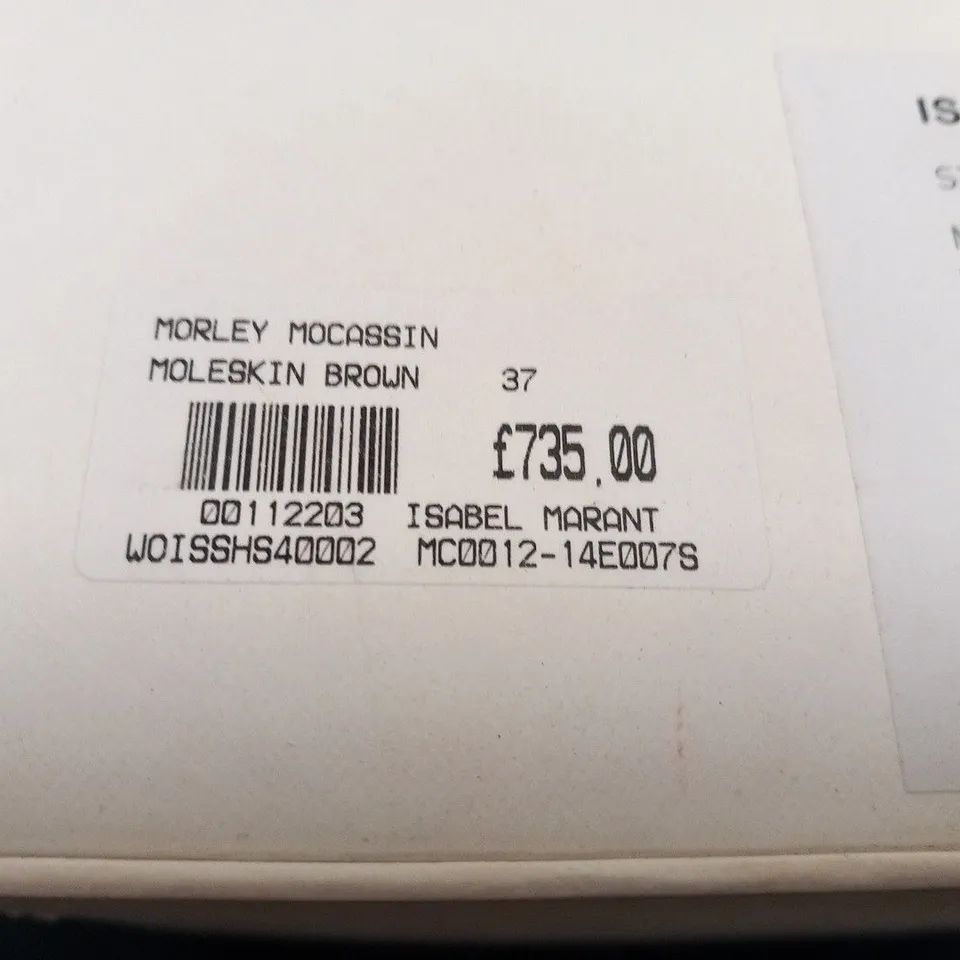 MORLEY MOCASSIN
MOLESKIN BROWN 37
£735.00
00112203 ISABEL MARANT
WOISSHS40002 MC0012-14E007S